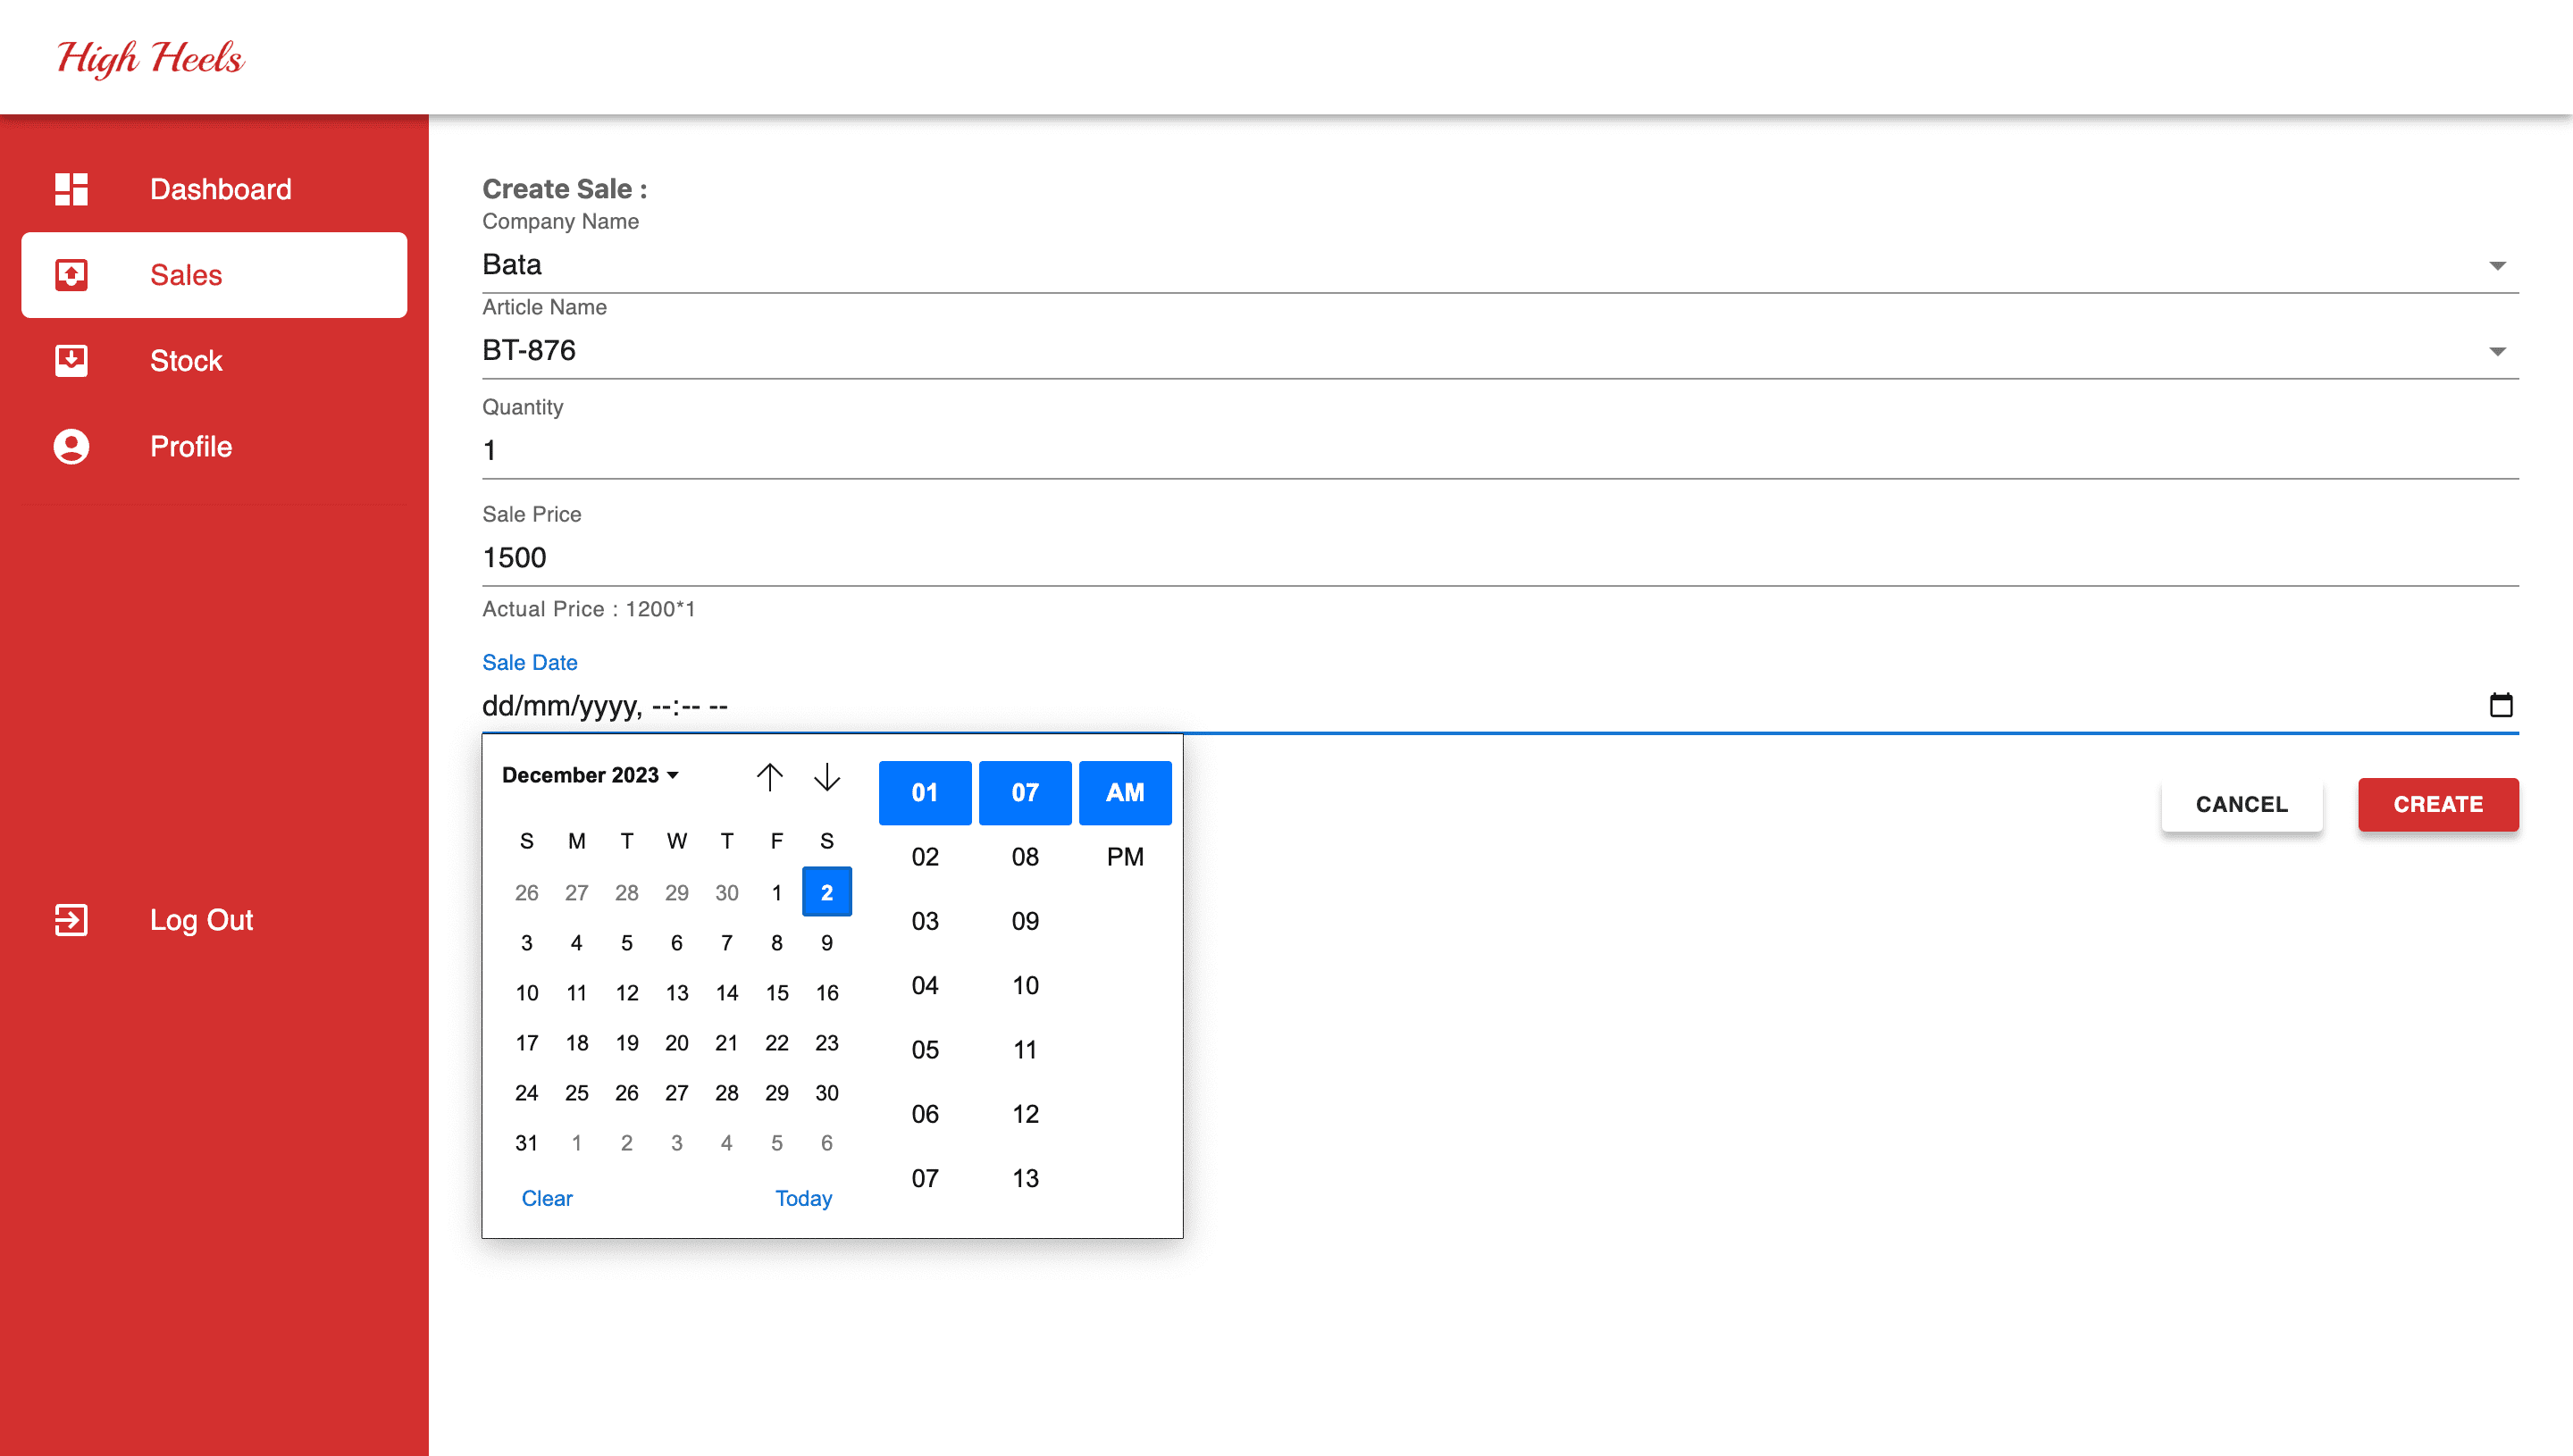 High Heels
Dashboard
Sales
Stock
Profile
Log Out
Create Sale :
Company Name
Bata
Article Name
BT-876
Quantity
1
Sale Price
1500
Actual Price : 1200*1
Sale Date
dd/mm/yyyy, --:-- --
December 2023
S M T W T F S
26 27 28 29 30 1 2
3 4 5 6 7 8 9
10 11 12 13 14 15 16
17 18 19 20 21 22 23
24 25 26 27 28 29 30
31 1 2 3 4 5 6
Clear Today
01 07 AM
02 08 PM
03 09
04 10
05 11
06 12
07 13
CANCEL CREATE